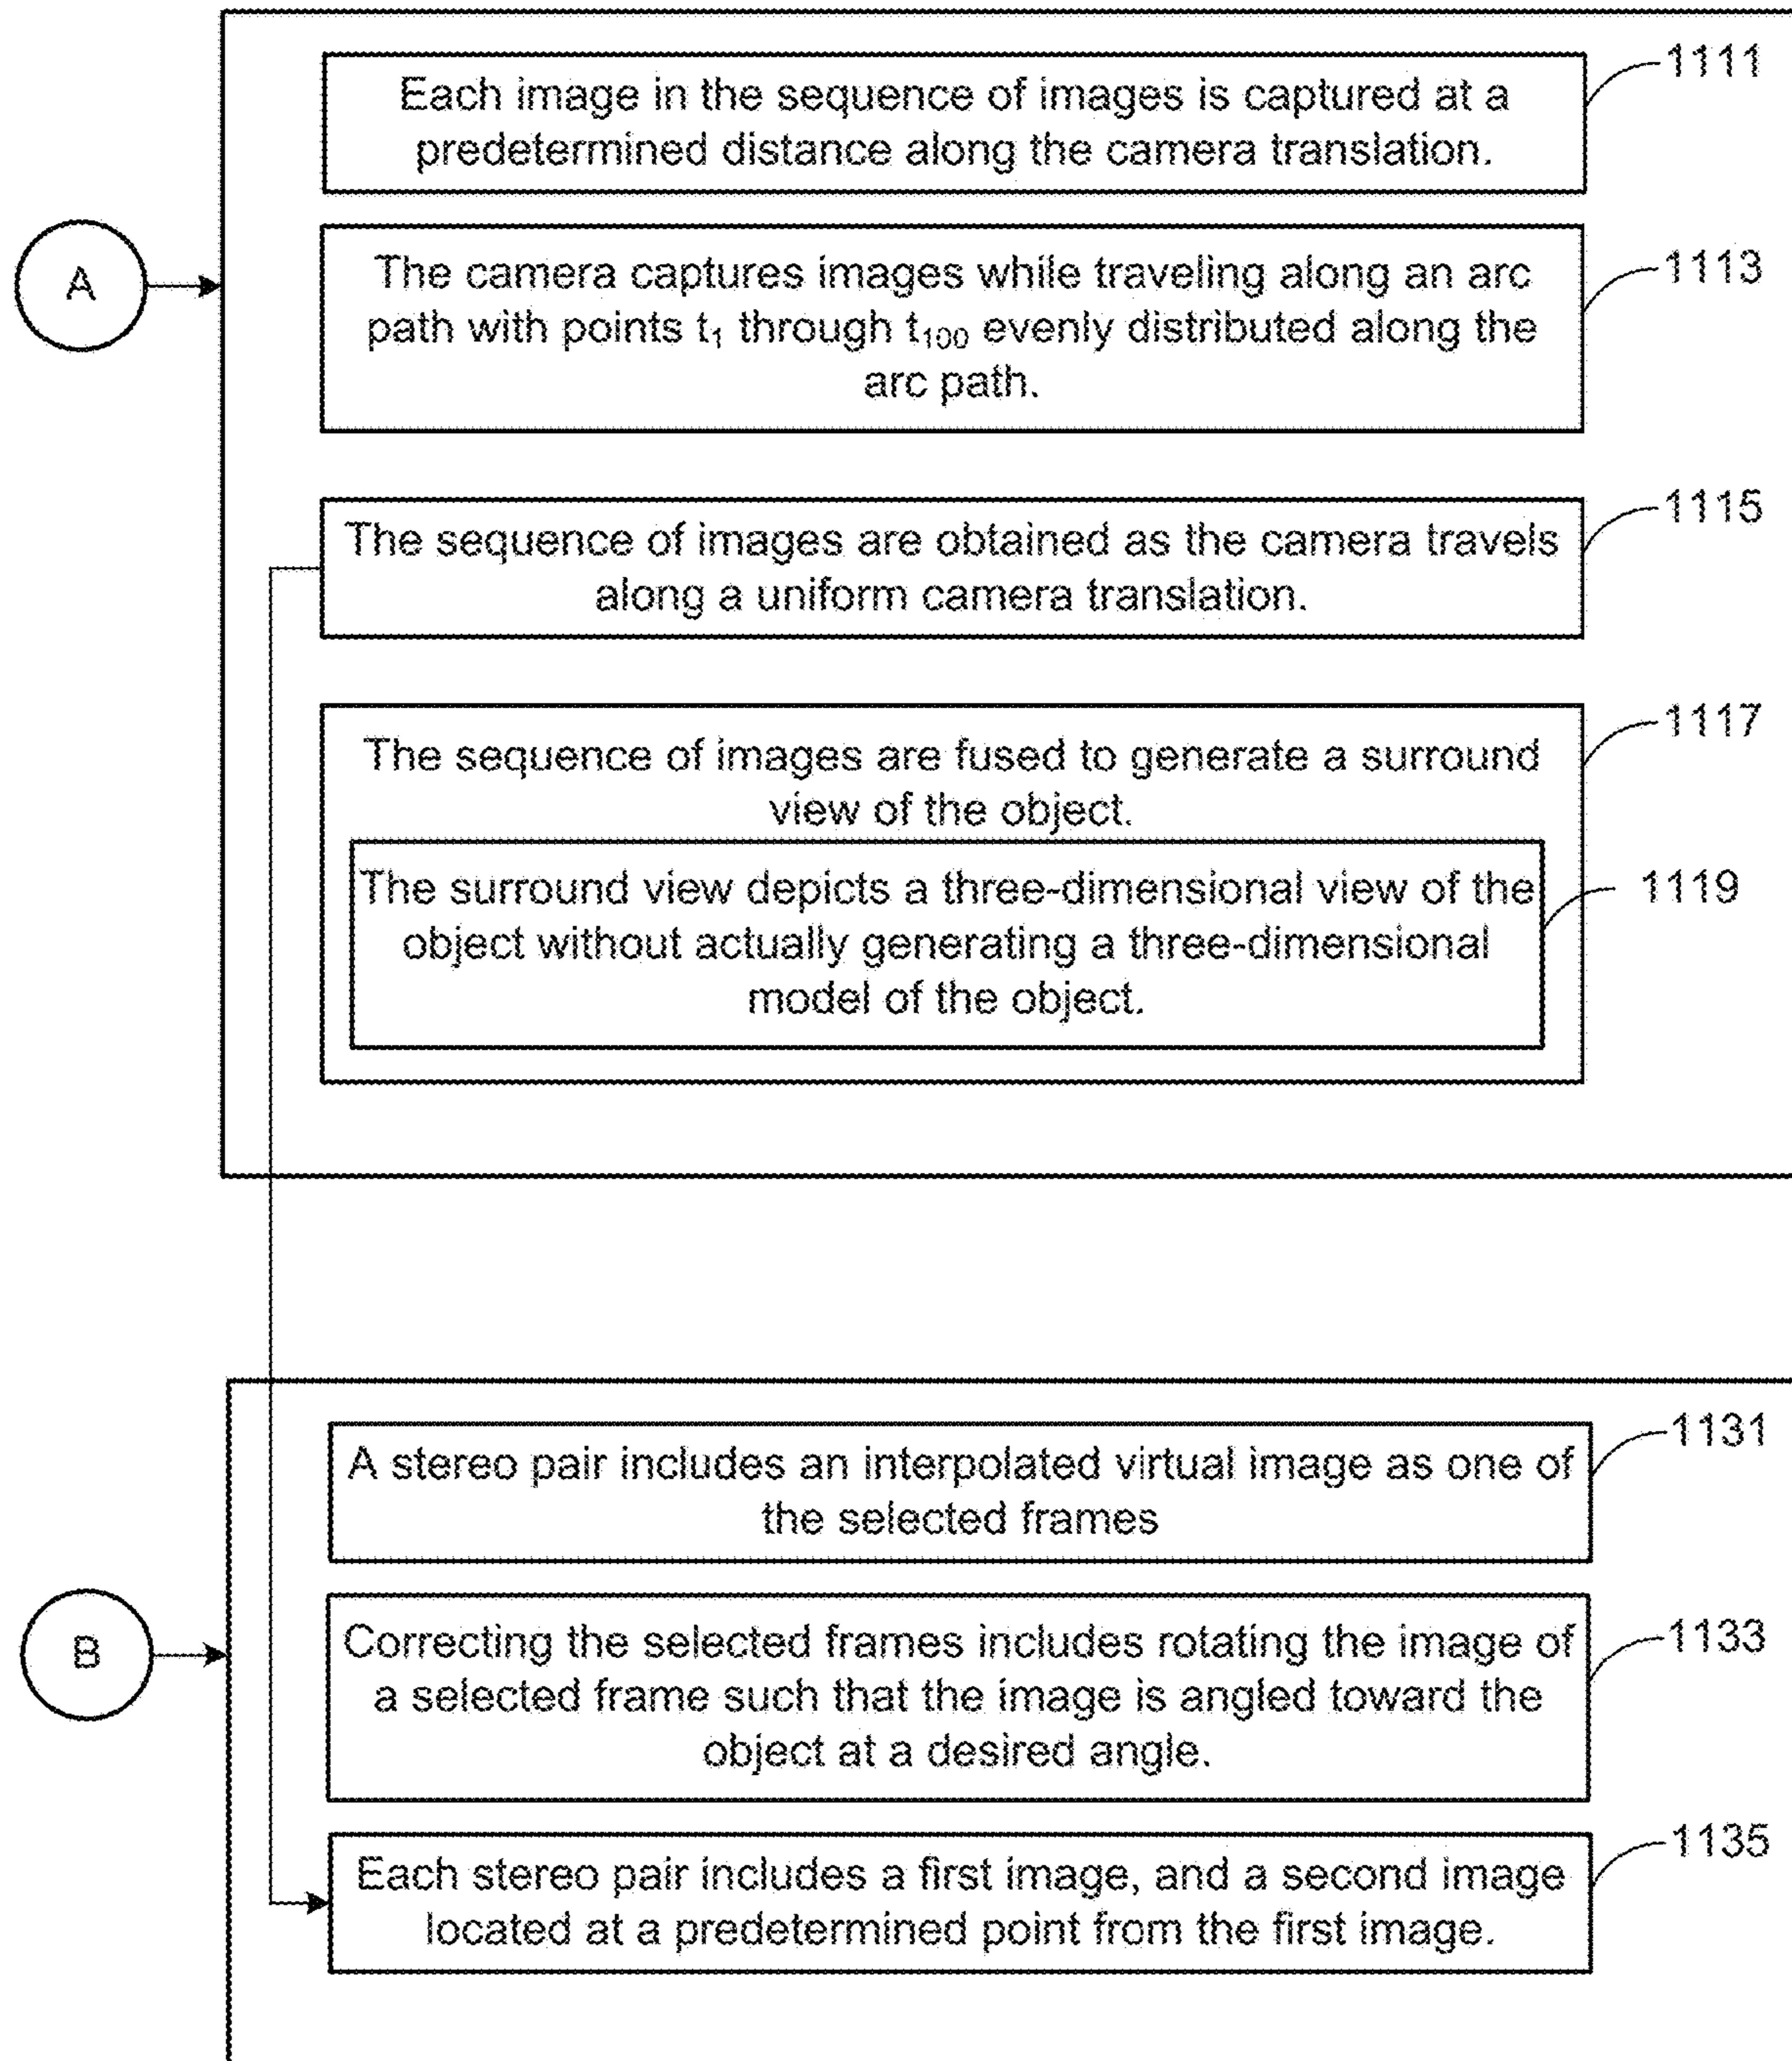 1111
Each image in the sequence of images is captured at a
predetermined distance along the camera translation.
A
1113
The camera captures images while traveling along an arc
path with points t₁ through t₁₀₀ evenly distributed along the
arc path.
1115
The sequence of images are obtained as the camera travels
along a uniform camera translation.
1117
The sequence of images are fused to generate a surround
view of the object.
1119
The surround view depicts a three-dimensional view of the
object without actually generating a three-dimensional
model of the object.
1131
A stereo pair includes an interpolated virtual image as one of
the selected frames
B
1133
Correcting the selected frames includes rotating the image of
a selected frame such that the image is angled toward the
object at a desired angle.
1135
Each stereo pair includes a first image, and a second image
located at a predetermined point from the first image.